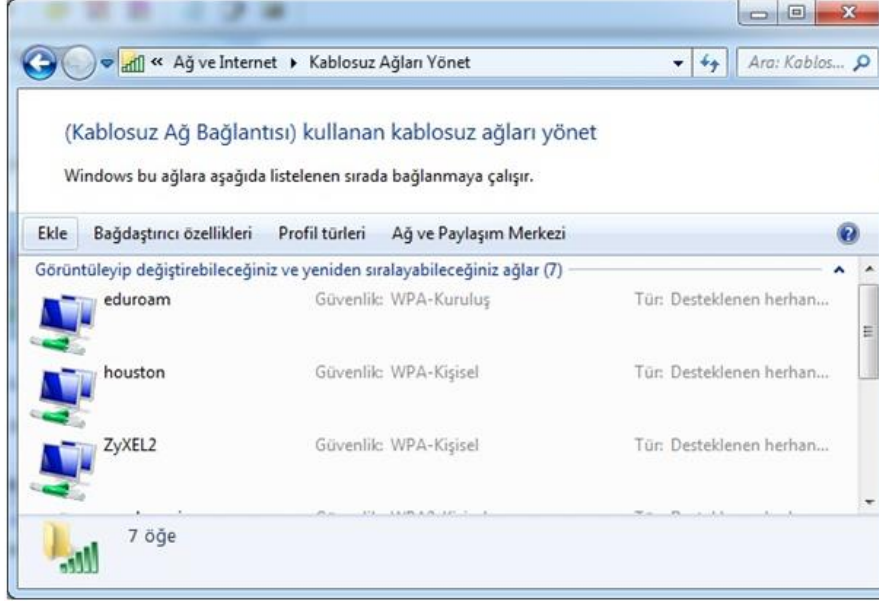 « Ağ ve Internet ▸ Kablosuz Ağları Yönet Ara: Kablos...
(Kablosuz Ağ Bağlantısı) kullanan kablosuz ağları yönet
Windows bu ağlara aşağıda listelenen sırada bağlanmaya çalışır.
Ekle Bağdaştırıcı özellikleri Profil türleri Ağ ve Paylaşım Merkezi
Görüntüleyip değiştirebileceğiniz ve yeniden sıralayabileceğiniz ağlar (7)
eduroam Güvenlik: WPA-Kuruluş Tür: Desteklenen herhan...
houston Güvenlik: WPA-Kişisel Tür: Desteklenen herhan...
ZyXEL2 Güvenlik: WPA-Kişisel Tür: Desteklenen herhan...
7 öğe